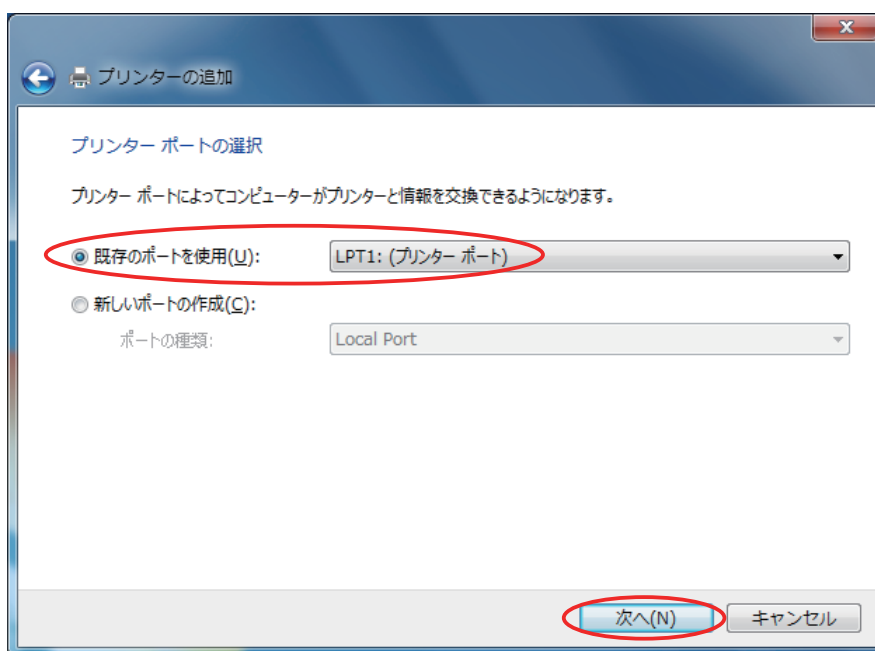 プリンターの追加
プリンター ポートの選択
プリンター ポートによってコンピューターがプリンターと情報を交換できるようになります。
既存のポートを使用(U): LPT1: (プリンター ポート)
新しいポートの作成(C):
ポートの種類: Local Port
次へ(N) キャンセル